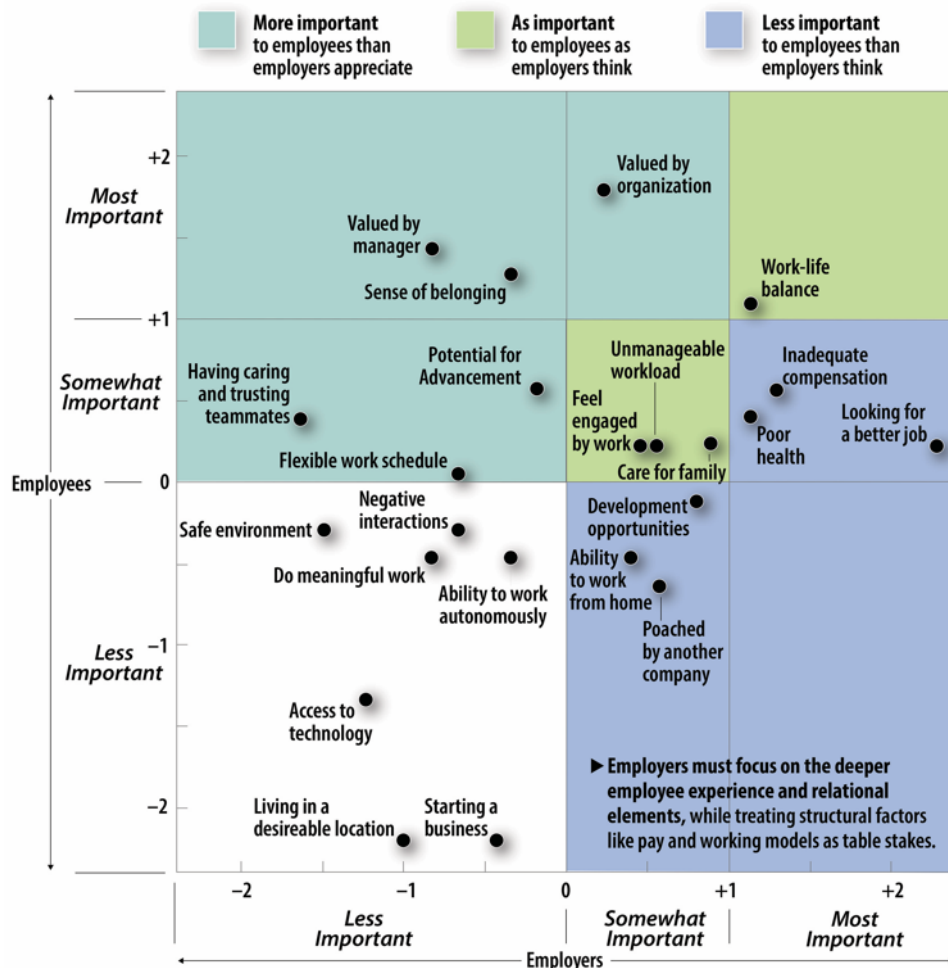 More important
to employees than
employers appreciate
As important
to employees as
employers think
Less important
to employees than
employers think
Employees
Most
Important
Somewhat
Important
Less
Important
+2
+1
0
−1
−2
Valued by
organization
Valued by
manager
Sense of belonging
Work-life
balance
Having caring
and trusting
teammates
Potential for
Advancement
Flexible work schedule
Unmanageable
workload
Feel
engaged
by work
Care for family
Inadequate
compensation
Poor
health
Looking for
a better job
Safe environment
Negative
interactions
Do meaningful work
Ability to work
autonomously
Development
opportunities
Ability
to work
from home
Poached
by another
company
Access to
technology
Living in a
desireable location
Starting a
business
▶ Employers must focus on the deeper
employee experience and relational
elements, while treating structural factors
like pay and working models as table stakes.
−2
−1
0
+1
+2
Less
Important
Somewhat
Important
Most
Important
Employers